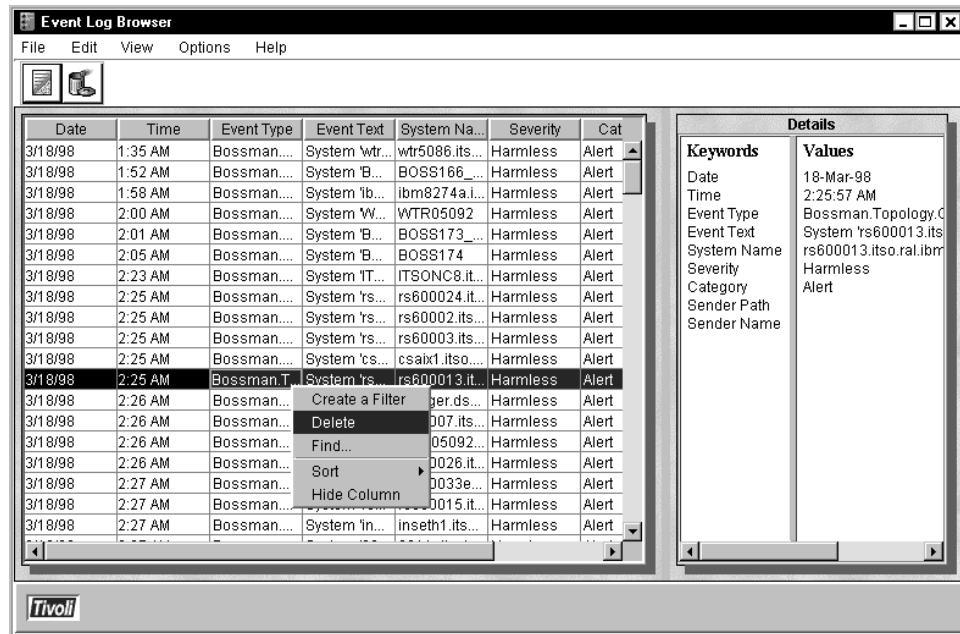 Event Log Browser
File Edit View Options Help
Date Time Event Type Event Text System Na... Severity Cat
3/18/98 1:35 AM Bossman.... System 'wtr... wtr5086.its... Harmless Alert
3/18/98 1:52 AM Bossman.... System 'B... BOSS166_... Harmless Alert
3/18/98 1:58 AM Bossman.... System 'ib... ibm8274a.i... Harmless Alert
3/18/98 2:00 AM Bossman.... System 'W... WTR05092 Harmless Alert
3/18/98 2:01 AM Bossman.... System 'B... BOSS173_... Harmless Alert
3/18/98 2:05 AM Bossman.... System 'B... BOSS174 Harmless Alert
3/18/98 2:23 AM Bossman.... System 'IT... ITSONC8.it... Harmless Alert
3/18/98 2:25 AM Bossman.... System 'rs... rs600024.it... Harmless Alert
3/18/98 2:25 AM Bossman.... System 'rs... rs60002.its... Harmless Alert
3/18/98 2:25 AM Bossman.... System 'rs... rs60003.its... Harmless Alert
3/18/98 2:25 AM Bossman.... System 'cs... csaix1.itso.... Harmless Alert
3/18/98 2:25 AM Bossman.T... System 'rs... rs600013.it... Harmless Alert
3/18/98 2:26 AM Bossman... ger.ds... Harmless Alert
3/18/98 2:26 AM Bossman... 007.its... Harmless Alert
3/18/98 2:26 AM Bossman... 05092... Harmless Alert
3/18/98 2:26 AM Bossman... 0026.it... Harmless Alert
3/18/98 2:27 AM Bossman... 0033e... Harmless Alert
3/18/98 2:27 AM Bossman... 0015.it... Harmless Alert
3/18/98 2:27 AM Bossman.... System 'in... inseth1.its... Harmless Alert
Create a Filter
Delete
Find...
Sort
Hide Column
Details
Keywords Values
Date 18-Mar-98
Time 2:25:57 AM
Event Type Bossman.Topology.C
Event Text System 'rs600013.its
System Name rs600013.itso.ral.ibm
Severity Harmless
Category Alert
Sender Path
Sender Name
Tivoli